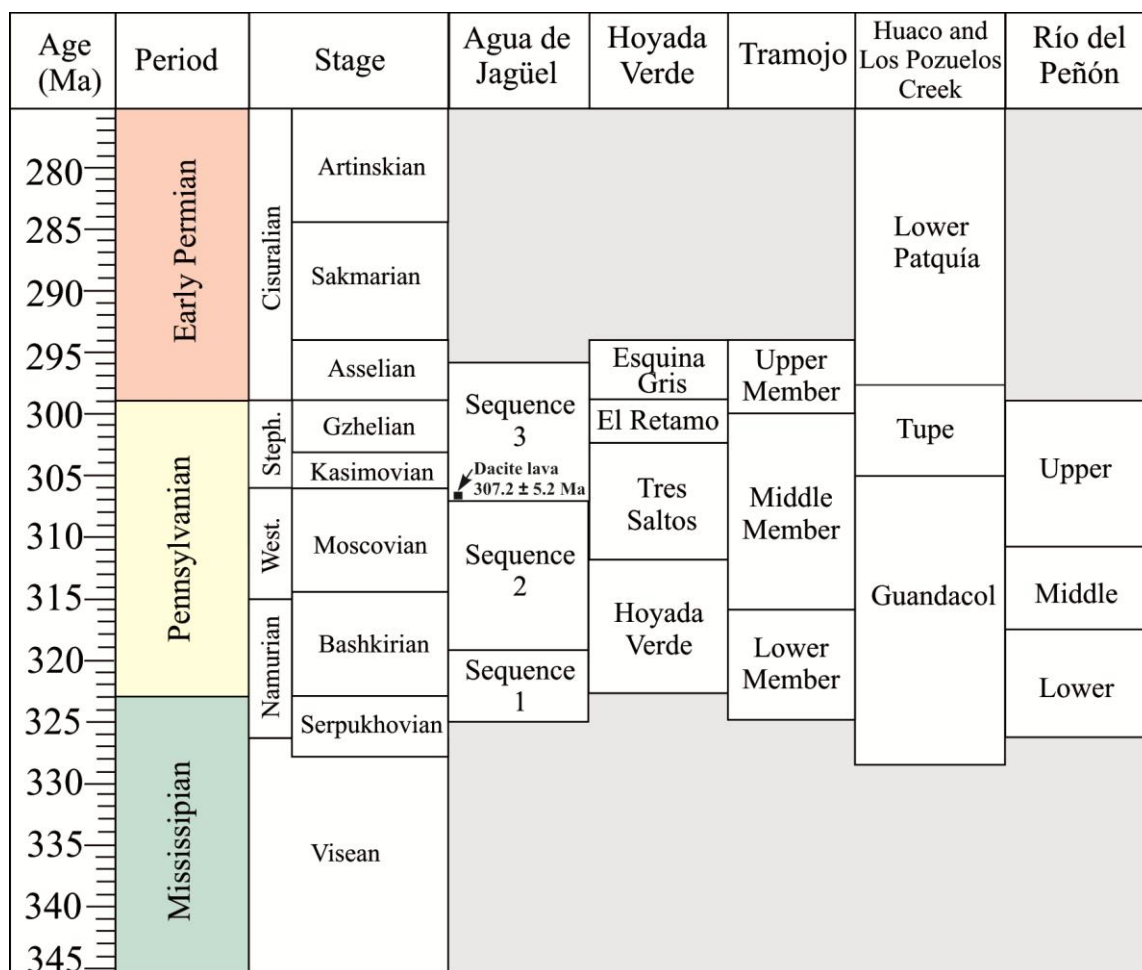 Age
(Ma)
Period
Stage
Agua de
Jagüel
Hoyada
Verde
Tramojo
Huaco and
Los Pozuelos
Creek
Río del
Peñón
280
285
290
295
300
305
310
315
320
325
330
335
340
345
Early Permian
Pennsylvanian
Mississipian
Cisuralian
Steph.
West.
Namurian
Artinskian
Sakmarian
Asselian
Gzhelian
Kasimovian
Moscovian
Bashkirian
Serpukhovian
Visean
Sequence
3
Dacite lava
307.2 ± 5.2 Ma
Sequence
2
Sequence
1
Esquina
Gris
El Retamo
Tres
Saltos
Hoyada
Verde
Upper
Member
Middle
Member
Lower
Member
Lower
Patquía
Tupe
Guandacol
Upper
Middle
Lower